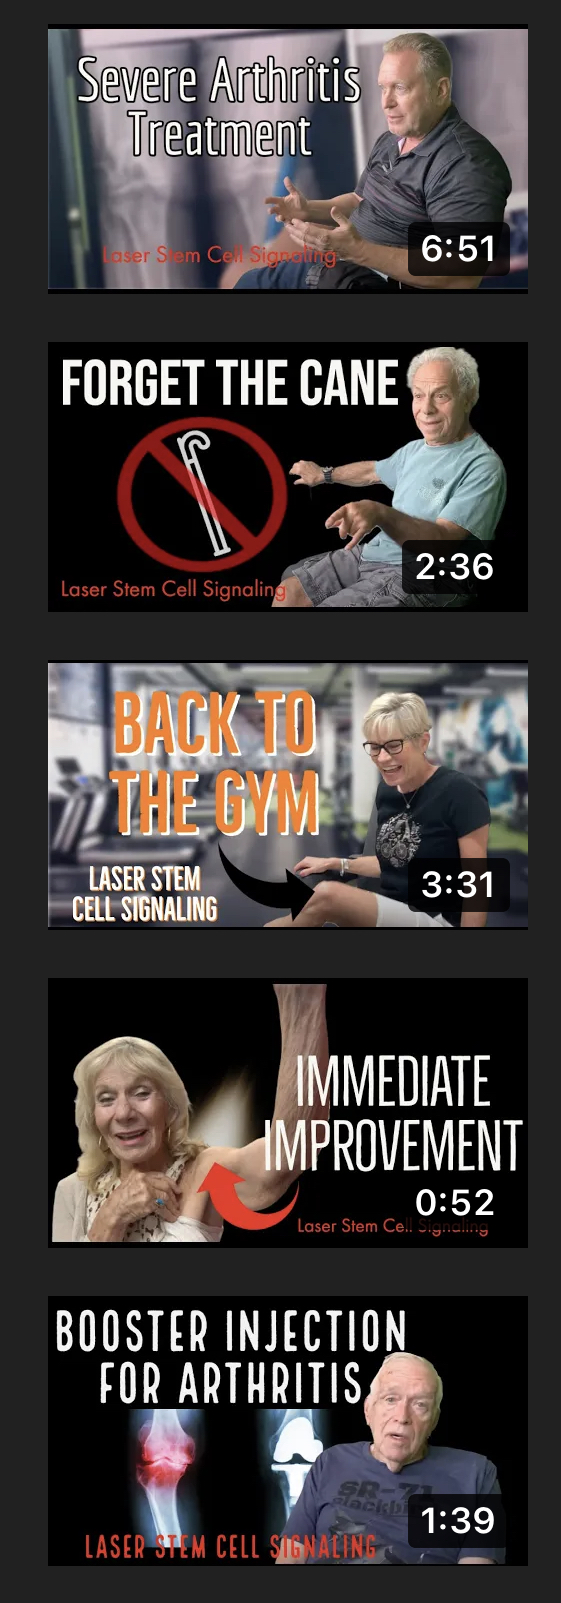 Severe Arthritis
Treatment
Laser Stem Cell Signaling
6:51
FORGET THE CANE
Laser Stem Cell Signaling
2:36
BACK TO
THE GYM
LASER STEM
CELL SIGNALING
3:31
IMMEDIATE
IMPROVEMENT
0:52
Laser Stem Cell Signaling
BOOSTER INJECTION
FOR ARTHRITIS
SR-71
Blackbird
1:39
LASER STEM CELL SIGNALING